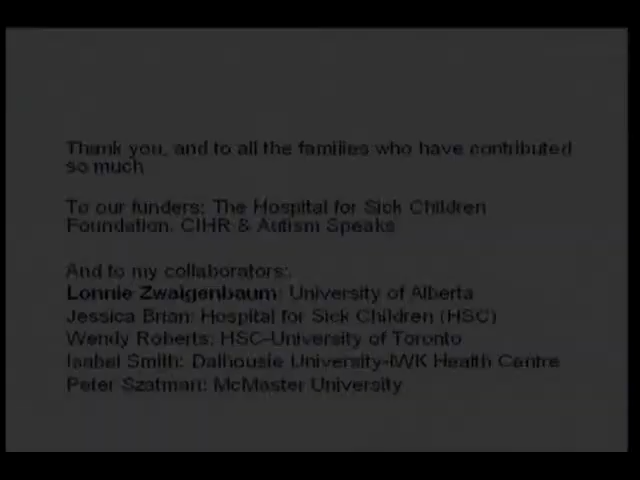 Thank you, and to all the families who have contributed
so much
To our funders: The Hospital for Sick Children
Foundation, CIHR & Autism Speaks
And to my collaborators:.
Lonnie Zwaigenbaum: University of Alberta
Jessica Brian: Hospital for Sick Children (HSC)
Wendy Roberts: HSC-University of Toronto
Isabel Smith: Dalhousie University-IWK Health Centre
Peter Szatmari: McMaster University